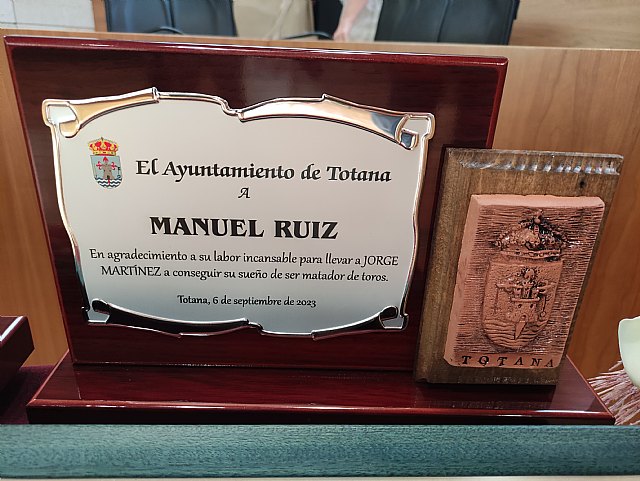 El Ayuntamiento de Totana
A
MANUEL RUIZ
En agradecimiento a su labor incansable para llevar a JORGE
MARTÍNEZ a conseguir su sueño de ser matador de toros.
Totana, 6 de septiembre de 2023
TOTANA